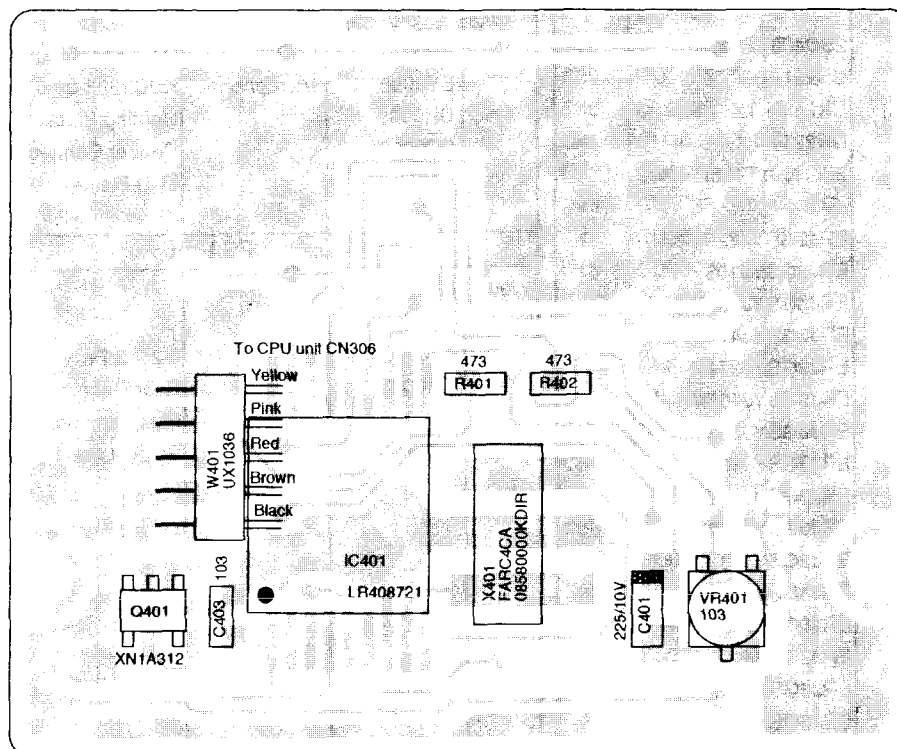 To CPU unit CN306
Yellow
Pink
Red
Brown
Black
W401
UX1036
473
R401
473
R402
IC401
LR408721
X401
FARC4CA
08580000KDIR
103
C403
Q401
XN1A312
225/10V
C401
VR401
103